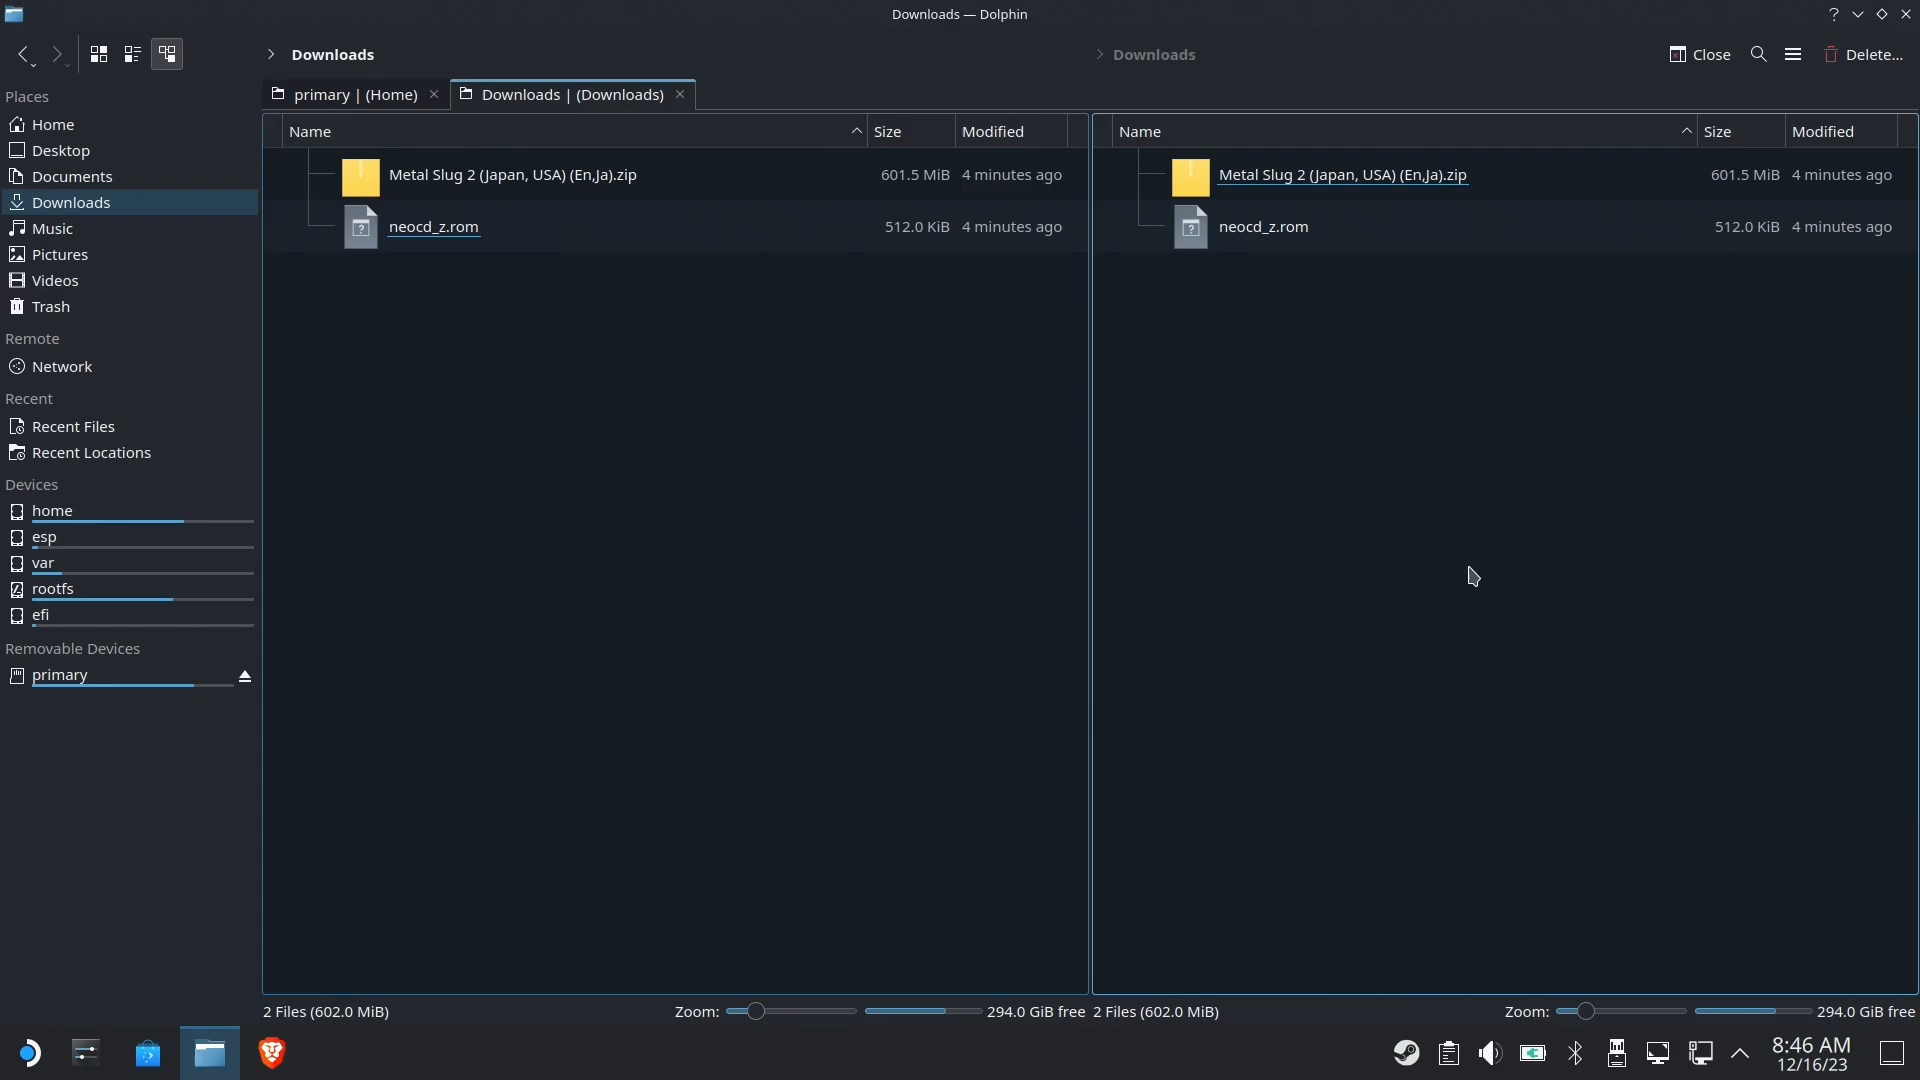 Downloads — Dolphin
Downloads
Downloads
Close
Delete...
Places
Home
Desktop
Documents
Downloads
Music
Pictures
Videos
Trash
Remote
Network
Recent
Recent Files
Recent Locations
Devices
home
esp
var
rootfs
efi
Removable Devices
primary
primary | (Home)
Downloads | (Downloads)
Name Size Modified
Metal Slug 2 (Japan, USA) (En,Ja).zip 601.5 MiB 4 minutes ago
neocd_z.rom 512.0 KiB 4 minutes ago
2 Files (602.0 MiB) Zoom: 294.0 GiB free
Name Size Modified
Metal Slug 2 (Japan, USA) (En,Ja).zip 601.5 MiB 4 minutes ago
neocd_z.rom 512.0 KiB 4 minutes ago
2 Files (602.0 MiB) Zoom: 294.0 GiB free
8:46 AM
12/16/23